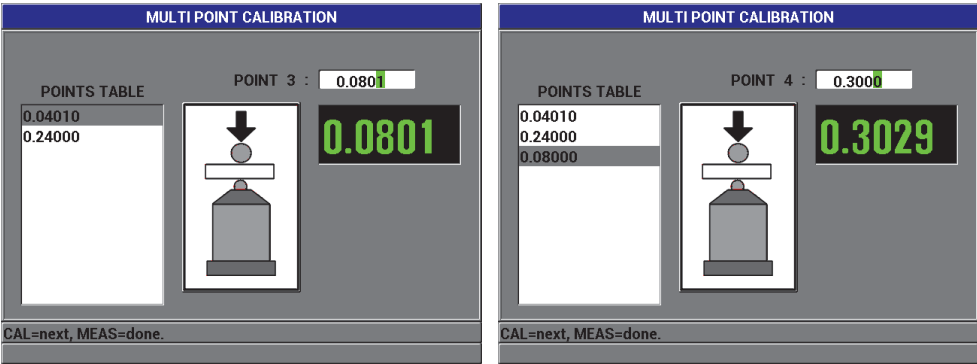 MULTI POINT CALIBRATION
POINT 3 : 0.0801
POINTS TABLE
0.04010
0.24000
0.0801
CAL=next, MEAS=done.
MULTI POINT CALIBRATION
POINT 4 : 0.3000
POINTS TABLE
0.04010
0.24000
0.08000
0.3029
CAL=next, MEAS=done.